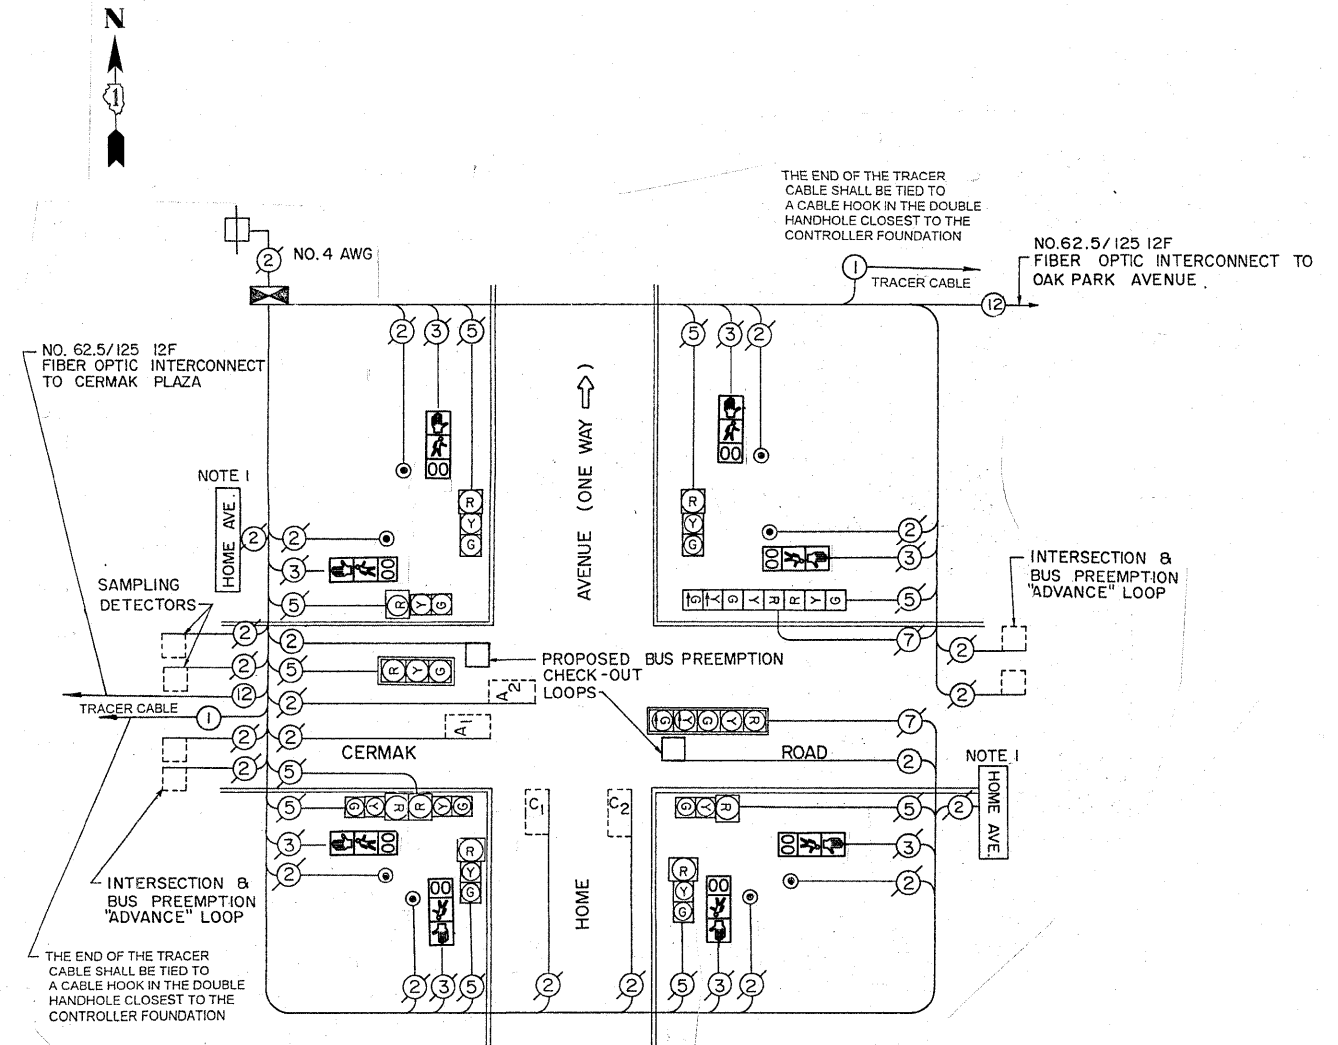 N
1
THE END OF THE TRACER
CABLE SHALL BE TIED TO
A CABLE HOOK IN THE DOUBLE
HANDHOLE CLOSEST TO THE
CONTROLLER FOUNDATION
NO.62.5/125 12F
FIBER OPTIC INTERCONNECT TO
OAK PARK AVENUE.
1
TRACER CABLE
12
2
NO. 4 AWG
2 3 5
5 3 2
NO. 62.5/125 12F
FIBER OPTIC INTERCONNECT
TO CERMAK PLAZA
00
00
AVENUE (ONE WAY
)
NOTE 1
HOME AVE.
R
Y
G
R
Y
G
2 2
2
3
00
00
3
SAMPLING
DETECTORS
5
R Y G
G Y Y G Y R R Y G
5
INTERSECTION &
BUS PREEMPTION
"ADVANCE" LOOP
2 2
7
2
PROPOSED BUS PREEMPTION
CHECK-OUT
LOOPS
2 5
R Y G
12 2
A2
2
TRACER CABLE
1
G Y G Y R
7
2 2
A1
CERMAK
ROAD
2
2 5
NOTE 1
HOME AVE.
5
G Y R R Y G
C1
C2
G Y R
5 2
3
00
00
3
2
2
R
Y
G
R
Y
G
00
00
INTERSECTION &
BUS PREEMPTION
"ADVANCE" LOOP
HOME
THE END OF THE TRACER
CABLE SHALL BE TIED TO
A CABLE HOOK IN THE DOUBLE
HANDHOLE CLOSEST TO THE
CONTROLLER FOUNDATION
2 3 5 2 2 5 3 2